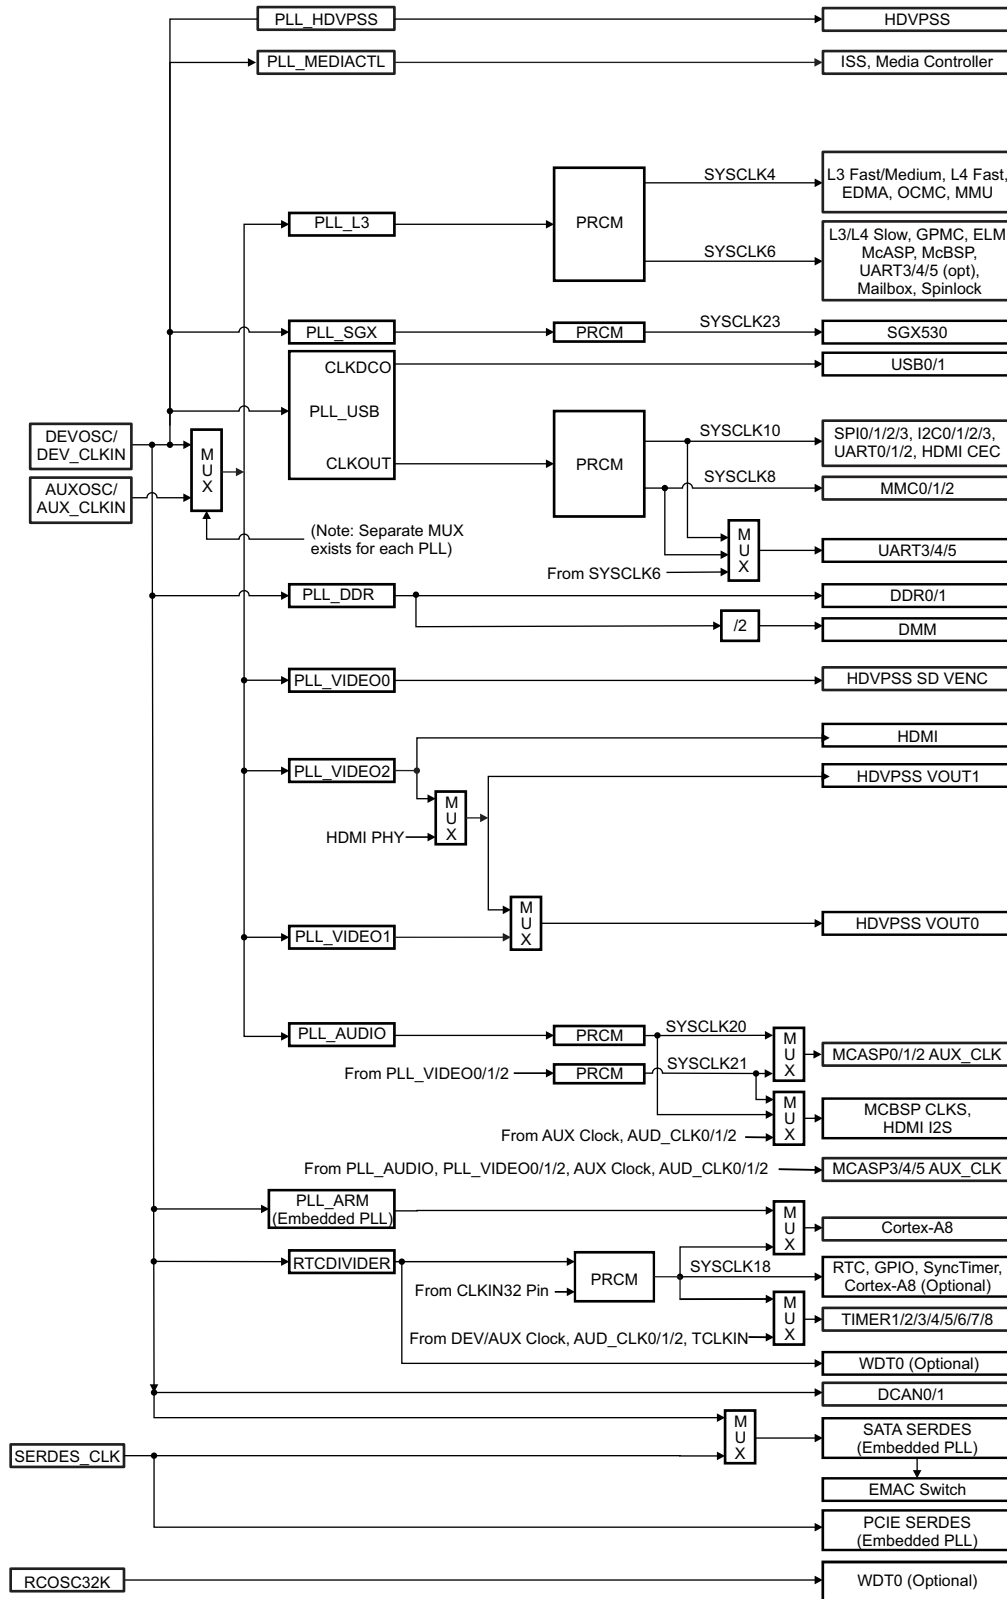 PLL_HDVPSS
HDVPSS
PLL_MEDIACTL
ISS, Media Controller
SYSCLK4
L3 Fast/Medium, L4 Fast,
EDMA, OCMC, MMU
PLL_L3
PRCM
SYSCLK6
L3/L4 Slow, GPMC, ELM
McASP, McBSP,
UART3/4/5 (opt),
Mailbox, Spinlock
PLL_SGX
PRCM
SYSCLK23
SGX530
CLKDCO
USB0/1
PLL_USB
CLKOUT
PRCM
SYSCLK10
SPI0/1/2/3, I2C0/1/2/3,
UART0/1/2, HDMI CEC
SYSCLK8
MMC0/1/2
DEVOSC/
DEV_CLKIN
AUXOSC/
AUX_CLKIN
M
U
X
(Note: Separate MUX
exists for each PLL)
From SYSCLK6
M
U
X
UART3/4/5
PLL_DDR
DDR0/1
/2
DMM
PLL_VIDEO0
HDVPSS SD VENC
HDMI
PLL_VIDEO2
HDVPSS VOUT1
HDMI PHY
M
U
X
M
U
X
HDVPSS VOUT0
PLL_VIDEO1
PLL_AUDIO
PRCM
SYSCLK20
M
U
X
MCASP0/1/2 AUX_CLK
From PLL_VIDEO0/1/2
PRCM
SYSCLK21
M
U
X
MCBSP CLKS,
HDMI I2S
From AUX Clock, AUD_CLK0/1/2
From PLL_AUDIO, PLL_VIDEO0/1/2, AUX Clock, AUD_CLK0/1/2
MCASP3/4/5 AUX_CLK
PLL_ARM
(Embedded PLL)
M
U
X
Cortex-A8
RTCDIVIDER
PRCM
SYSCLK18
RTC, GPIO, SyncTimer,
Cortex-A8 (Optional)
From CLKIN32 Pin
M
U
X
TIMER1/2/3/4/5/6/7/8
From DEV/AUX Clock, AUD_CLK0/1/2, TCLKIN
WDT0 (Optional)
DCAN0/1
M
U
X
SATA SERDES
(Embedded PLL)
SERDES_CLK
EMAC Switch
PCIE SERDES
(Embedded PLL)
RCOSC32K
WDT0 (Optional)